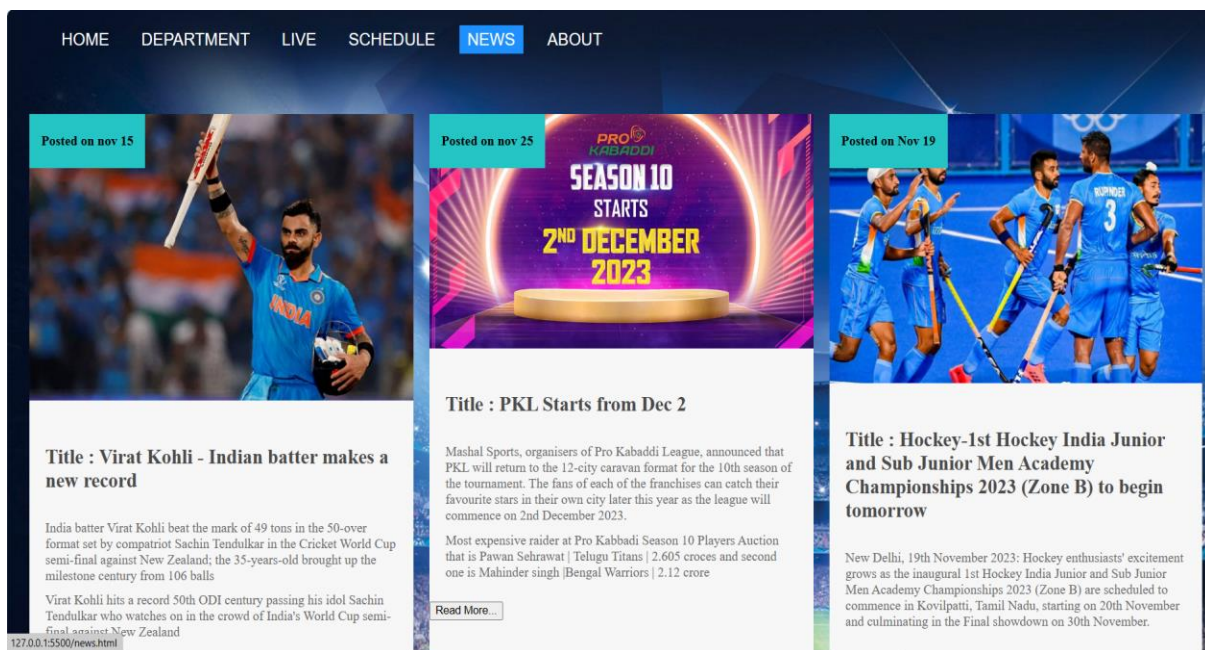 HOME DEPARTMENT LIVE SCHEDULE NEWS ABOUT
Posted on nov 15
INDIA
Title : Virat Kohli - Indian batter makes a
new record
India batter Virat Kohli beat the mark of 49 tons in the 50-over
format set by compatriot Sachin Tendulkar in the Cricket World Cup
semi-final against New Zealand; the 35-years-old brought up the
milestone century from 106 balls
Virat Kohli hits a record 50th ODI century passing his idol Sachin
Tendulkar who watches on in the crowd of India's World Cup semi-
final against New Zealand
Posted on nov 25
PRO
KABADDI
SEASON 10
STARTS
2ND DECEMBER
2023
Title : PKL Starts from Dec 2
Mashal Sports, organisers of Pro Kabaddi League, announced that
PKL will return to the 12-city caravan format for the 10th season of
the tournament. The fans of each of the franchises can catch their
favourite stars in their own city later this year as the league will
commence on 2nd December 2023.
Most expensive raider at Pro Kabbadi Season 10 Players Auction
that is Pawan Sehrawat | Telugu Titans | 2.605 croces and second
one is Mahinder singh |Bengal Warriors | 2.12 crore
Read More...
Posted on Nov 19
RUPINDER
3
Title : Hockey-1st Hockey India Junior
and Sub Junior Men Academy
Championships 2023 (Zone B) to begin
tomorrow
New Delhi, 19th November 2023: Hockey enthusiasts' excitement
grows as the inaugural 1st Hockey India Junior and Sub Junior
Men Academy Championships 2023 (Zone B) are scheduled to
commence in Kovilpatti, Tamil Nadu, starting on 20th November
and culminating in the Final showdown on 30th November.
127.0.0.1:5500/news.html